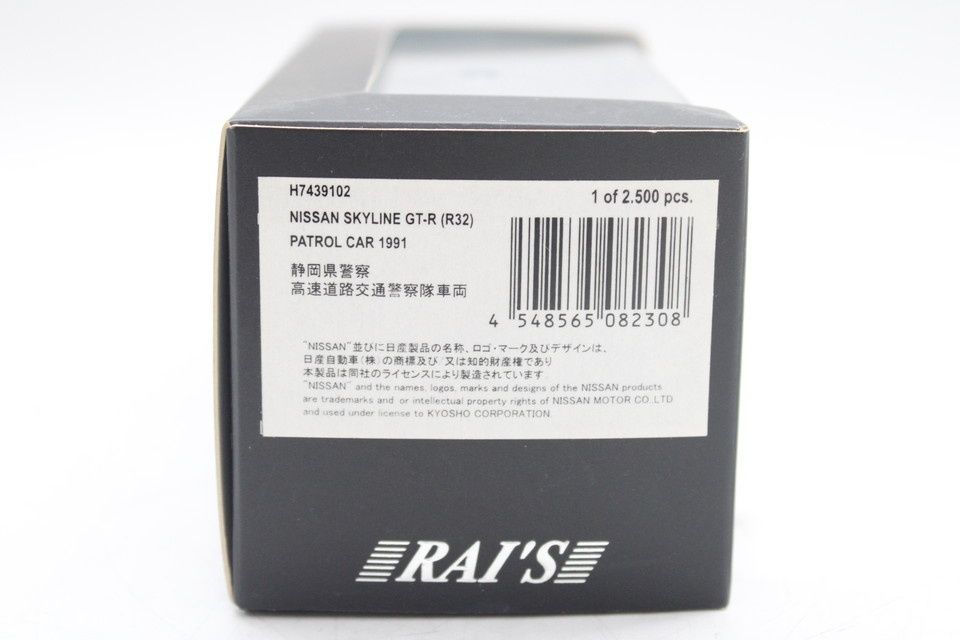 H7439102
1 of 2.500 pcs.
NISSAN SKYLINE GT-R (R32)
PATROL CAR 1991
静岡県警察
高速道路交通警察隊車両
4 548565 082308
"NISSAN"並びに日産製品の名称、ロゴ・マーク及びデザインは、
日産自動車(株)の商標及び/又は知的財産権であり
本製品は同社のライセンスにより製造されています
"NISSAN" and the names, logos, marks and designs of the NISSAN products
are trademarks and or intellectual property rights of NISSAN MOTOR CO.LTD
and used under license to KYOSHO CORPORATION
RAI'S